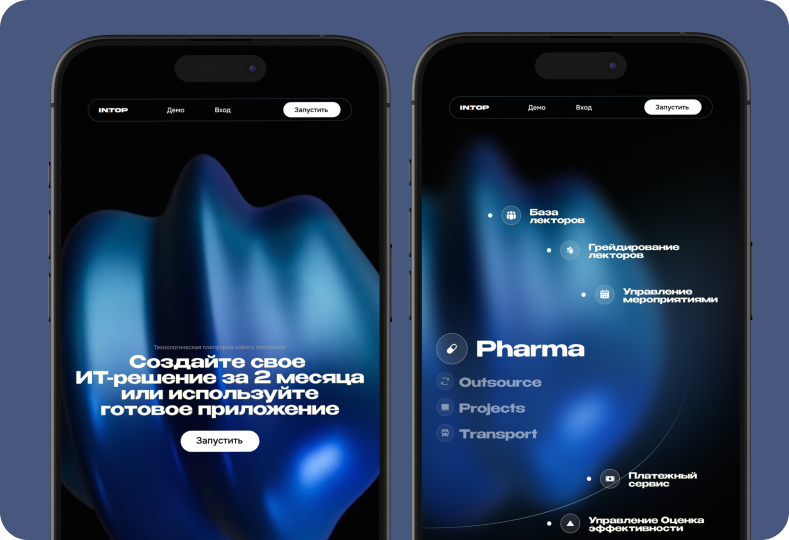 INTOP
Демо
Вход
Запустить
Технологическая платформа нового поколения
Создайте свое
ИТ-решение за 2 месяца
или используйте
готовое приложение
Запустить
INTOP
Демо
Вход
Запустить
База
лекторов
Грейдирование
лекторов
Управление
мероприятиями
Pharma
Outsource
Projects
Transport
Платежный
сервис
Управление Оценка
эффективности